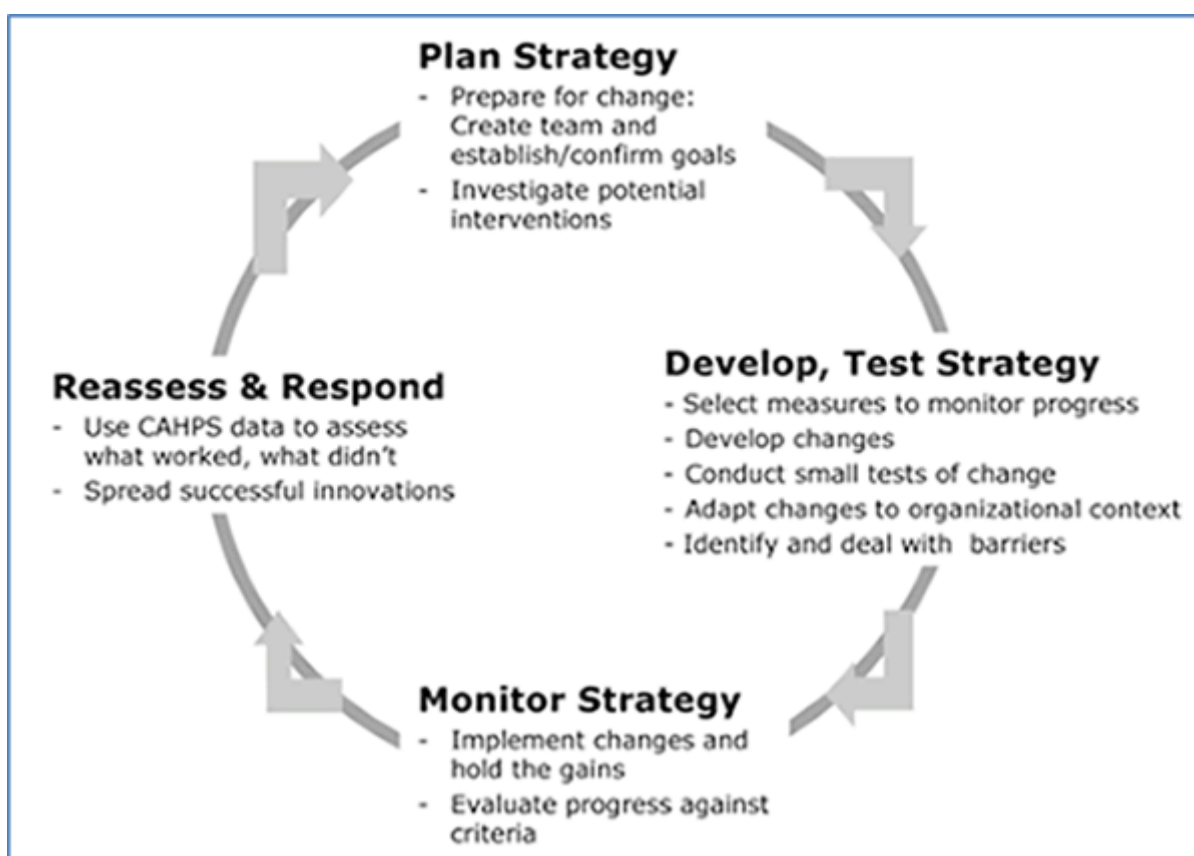 Plan Strategy
- Prepare for change:
Create team and
establish/confirm goals
- Investigate potential
interventions
Develop, Test Strategy
- Select measures to monitor progress
- Develop changes
- Conduct small tests of change
- Adapt changes to organizational context
- Identify and deal with barriers
Monitor Strategy
- Implement changes and
hold the gains
- Evaluate progress against
criteria
Reassess & Respond
- Use CAHPS data to assess
what worked, what didn't
- Spread successful innovations